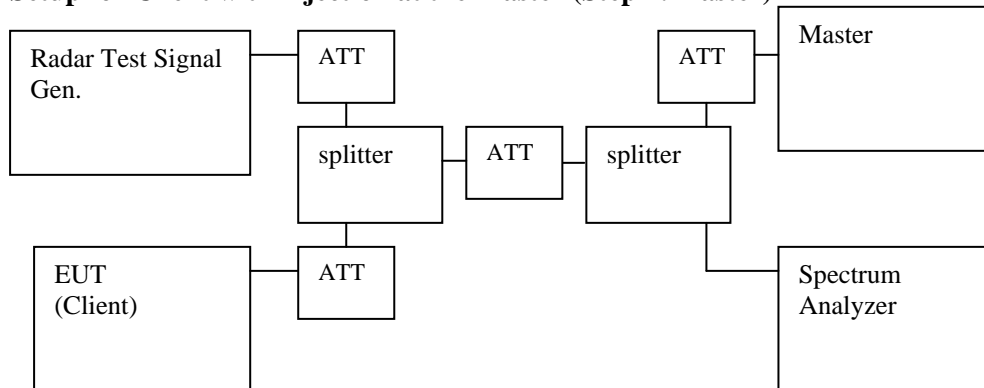 Radar Test Signal
Gen.
ATT
ATT
Master
splitter
ATT
splitter
EUT
(Client)
ATT
Spectrum
Analyzer